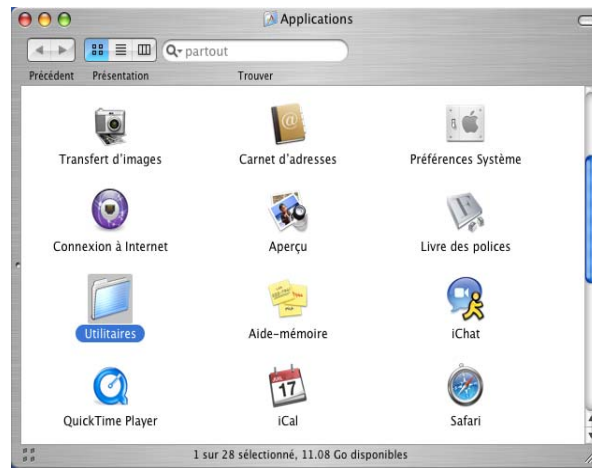 Applications
partout
Précédent Présentation Trouver
Transfert d'images Carnet d'adresses Préférences Système
Connexion à Internet Aperçu Livre des polices
Utilitaires Aide-mémoire iChat
17
QuickTime Player iCal Safari
1 sur 28 sélectionné, 11.08 Go disponibles